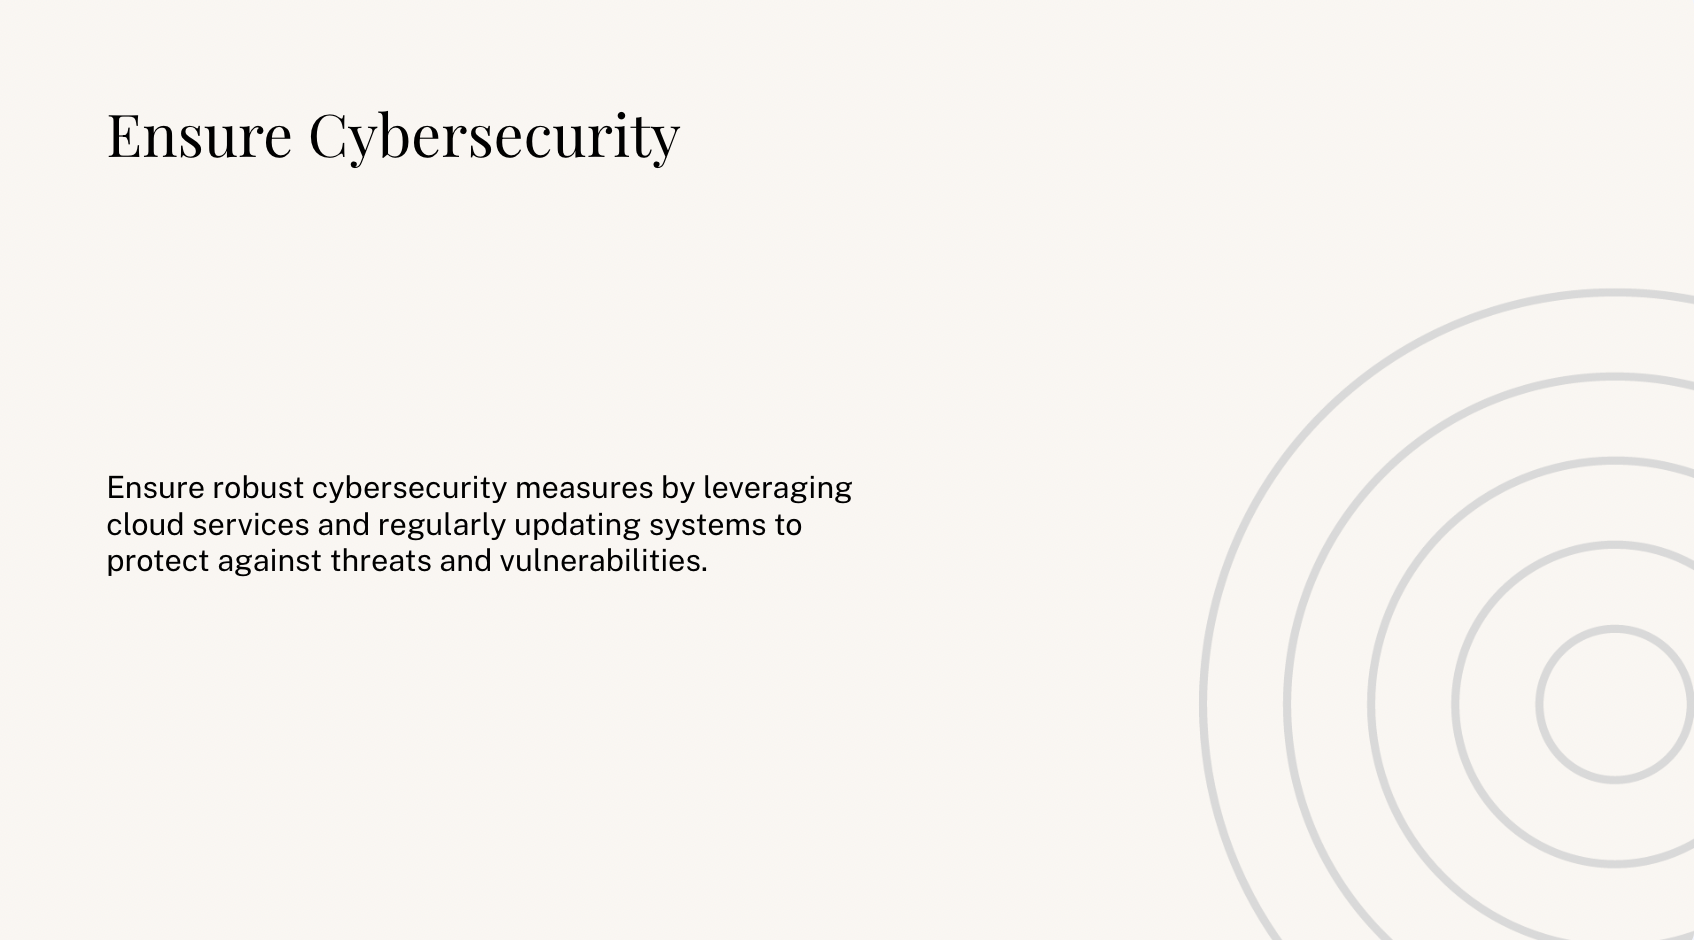 Ensure Cybersecurity
Ensure robust cybersecurity measures by leveraging
cloud services and regularly updating systems to
protect against threats and vulnerabilities.